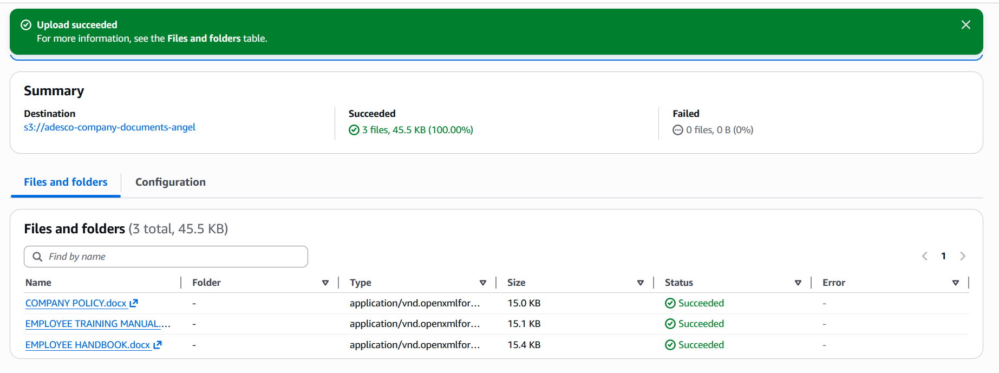 Upload succeeded
For more information, see the Files and folders table.
Summary
Destination
s3://adesco-company-documents-angel
Succeeded
3 files, 45.5 KB (100.00%)
Failed
0 files, 0 B (0%)
Files and folders
Configuration
Files and folders (3 total, 45.5 KB)
Find by name
1
Name Folder Type Size Status Error
COMPANY POLICY.docx - application/vnd.openxmlfor... 15.0 KB Succeeded -
EMPLOYEE TRAINING MANUAL.... - application/vnd.openxmlfor... 15.1 KB Succeeded -
EMPLOYEE HANDBOOK.docx - application/vnd.openxmlfor... 15.4 KB Succeeded -